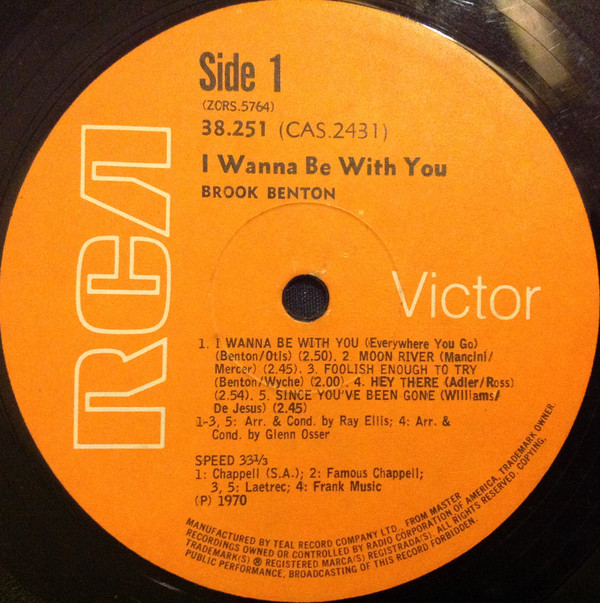 Side 1
(ZCRS.5764)
38.251 (CAS.2431)
I Wanna Be With You
BROOK BENTON
RCA
Victor
1. I WANNA BE WITH YOU (Everywhere You Go)
(Benton/Otis) (2.50). 2. MOON RIVER (Mancini/
Mercer) (2.45). 3. FOOLISH ENOUGH TO TRY
(Benton/Wyche) (2.00). 4. HEY THERE (Adler/Ross)
(2.54). 5. SINCE YOU'VE BEEN GONE (Williams/
De Jesus) (2.45)
1-3, 5: Arr. & Cond. by Ray Ellis; 4: Arr. &
Cond. by Glenn Osser
SPEED 33⅓
1: Chappell (S.A.); 2: Famous Chappell;
3, 5: Laetrec; 4: Frank Music
(P) 1970
MANUFACTURED BY TEAL RECORD COMPANY LTD., FROM MASTER
RECORDINGS OWNED OR CONTROLLED BY RADIO CORPORATION OF AMERICA, TRADEMARK OWNER.
TRADEMARK(S) ® REGISTERED MARCA(S) REGISTRADA(S). ALL RIGHTS RESERVED. COPYING,
PUBLIC PERFORMANCE, BROADCASTING OF THIS RECORD FORBIDDEN.